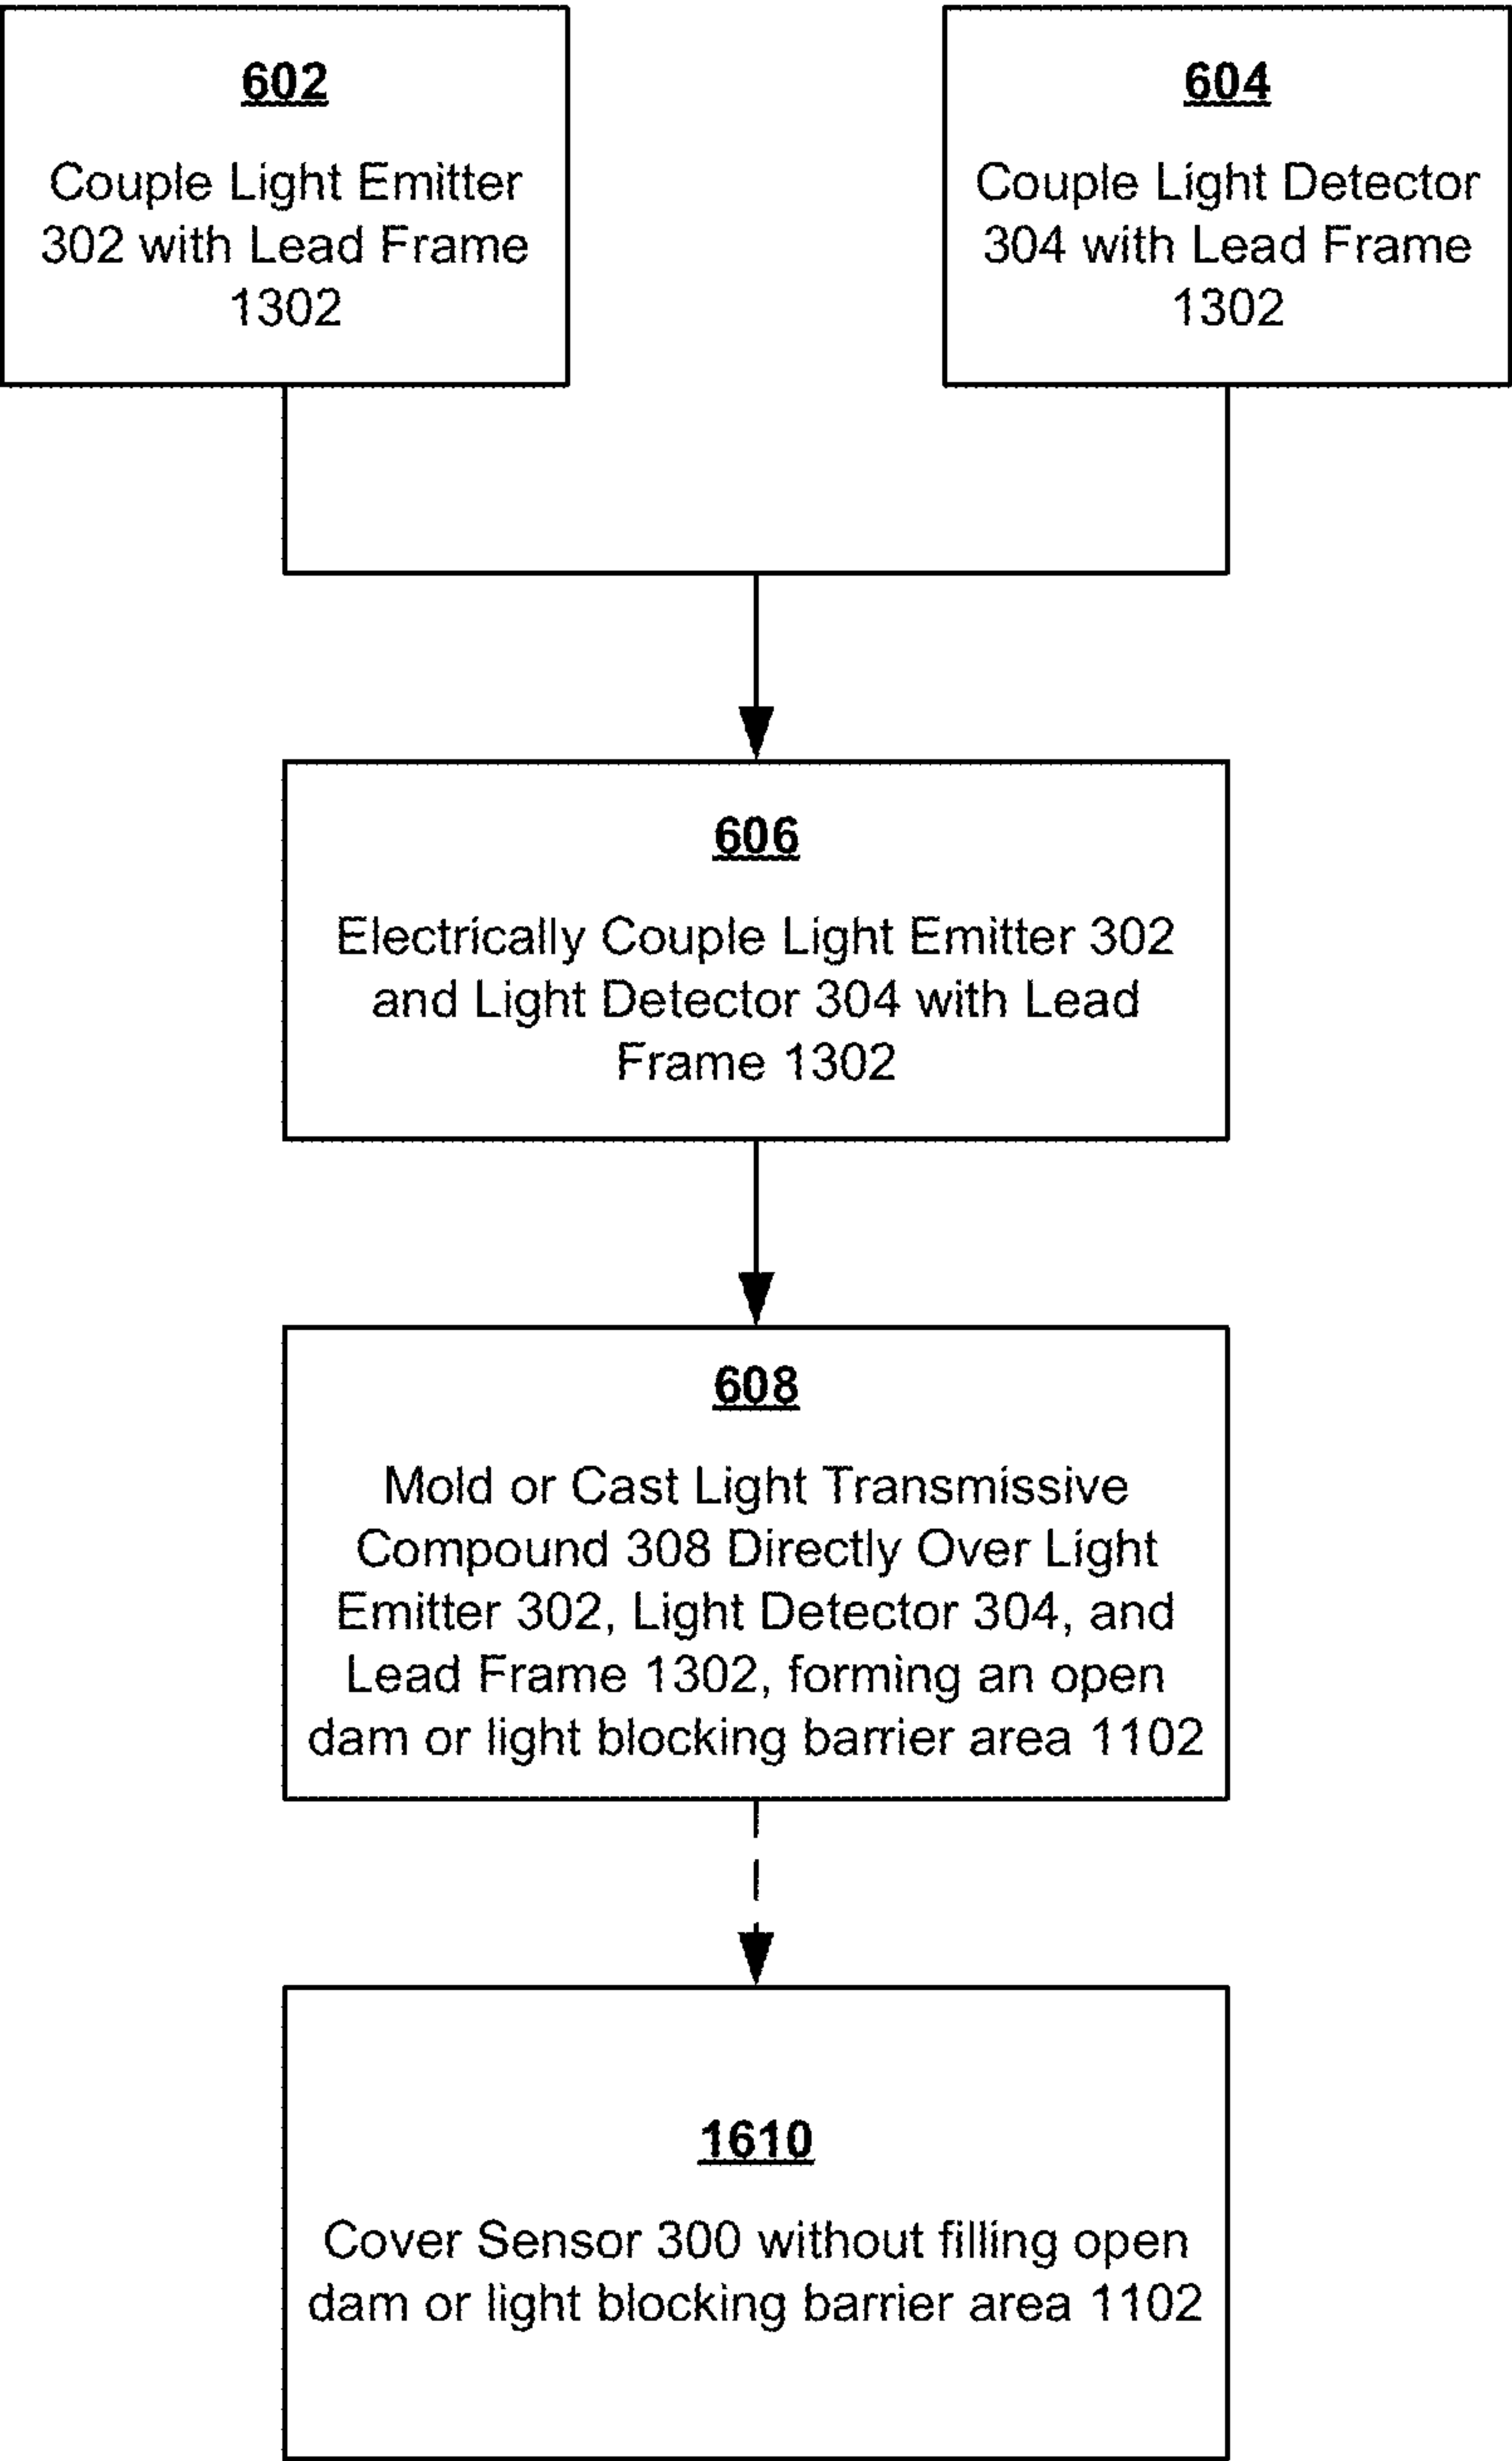 602
Couple Light Emitter
302 with Lead Frame
1302
604
Couple Light Detector
304 with Lead Frame
1302
606
Electrically Couple Light Emitter 302
and Light Detector 304 with Lead
Frame 1302
608
Mold or Cast Light Transmissive
Compound 308 Directly Over Light
Emitter 302, Light Detector 304, and
Lead Frame 1302, forming an open
dam or light blocking barrier area 1102
1610
Cover Sensor 300 without filling open
dam or light blocking barrier area 1102